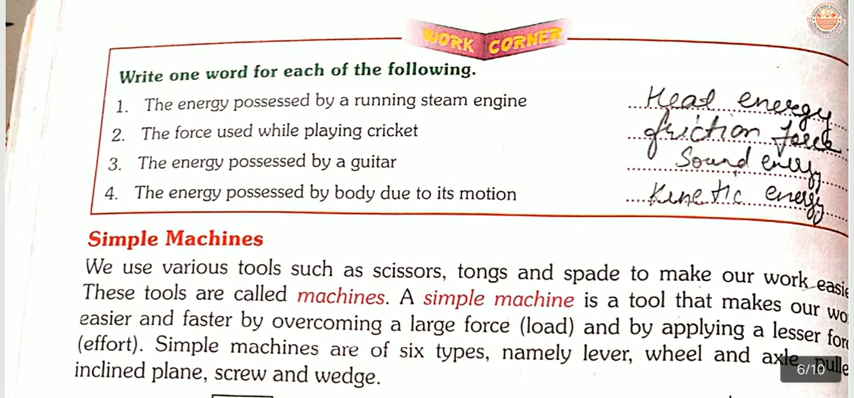 WORK CORNER
Write one word for each of the following.
1. The energy possessed by a running steam engine ........ Heat energy
2. The force used while playing cricket ........ friction force
3. The energy possessed by a guitar ........ Sound energy
4. The energy possessed by body due to its motion ........ Kinetic energy
Simple Machines
We use various tools such as scissors, tongs and spade to make our work easie
These tools are called machines. A simple machine is a tool that makes our wo
easier and faster by overcoming a large force (load) and by applying a lesser for
(effort). Simple machines are of six types, namely lever, wheel and axle, pulle
inclined plane, screw and wedge.
6/10